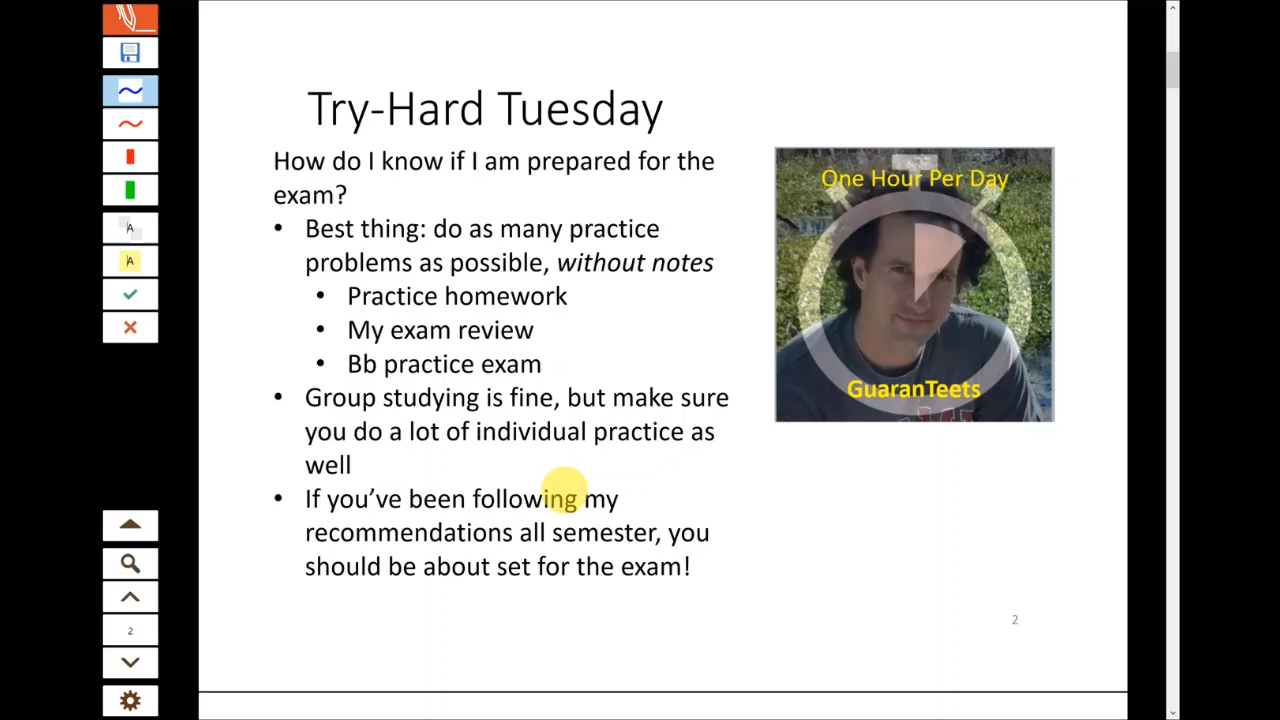 Try-Hard Tuesday
How do I know if I am prepared for the
exam?
• Best thing: do as many practice
problems as possible, without notes
• Practice homework
• My exam review
• Bb practice exam
• Group studying is fine, but make sure
you do a lot of individual practice as
well
• If you’ve been following my
recommendations all semester, you
should be about set for the exam!
One Hour Per Day
GuaranTeets
2
A
A
2